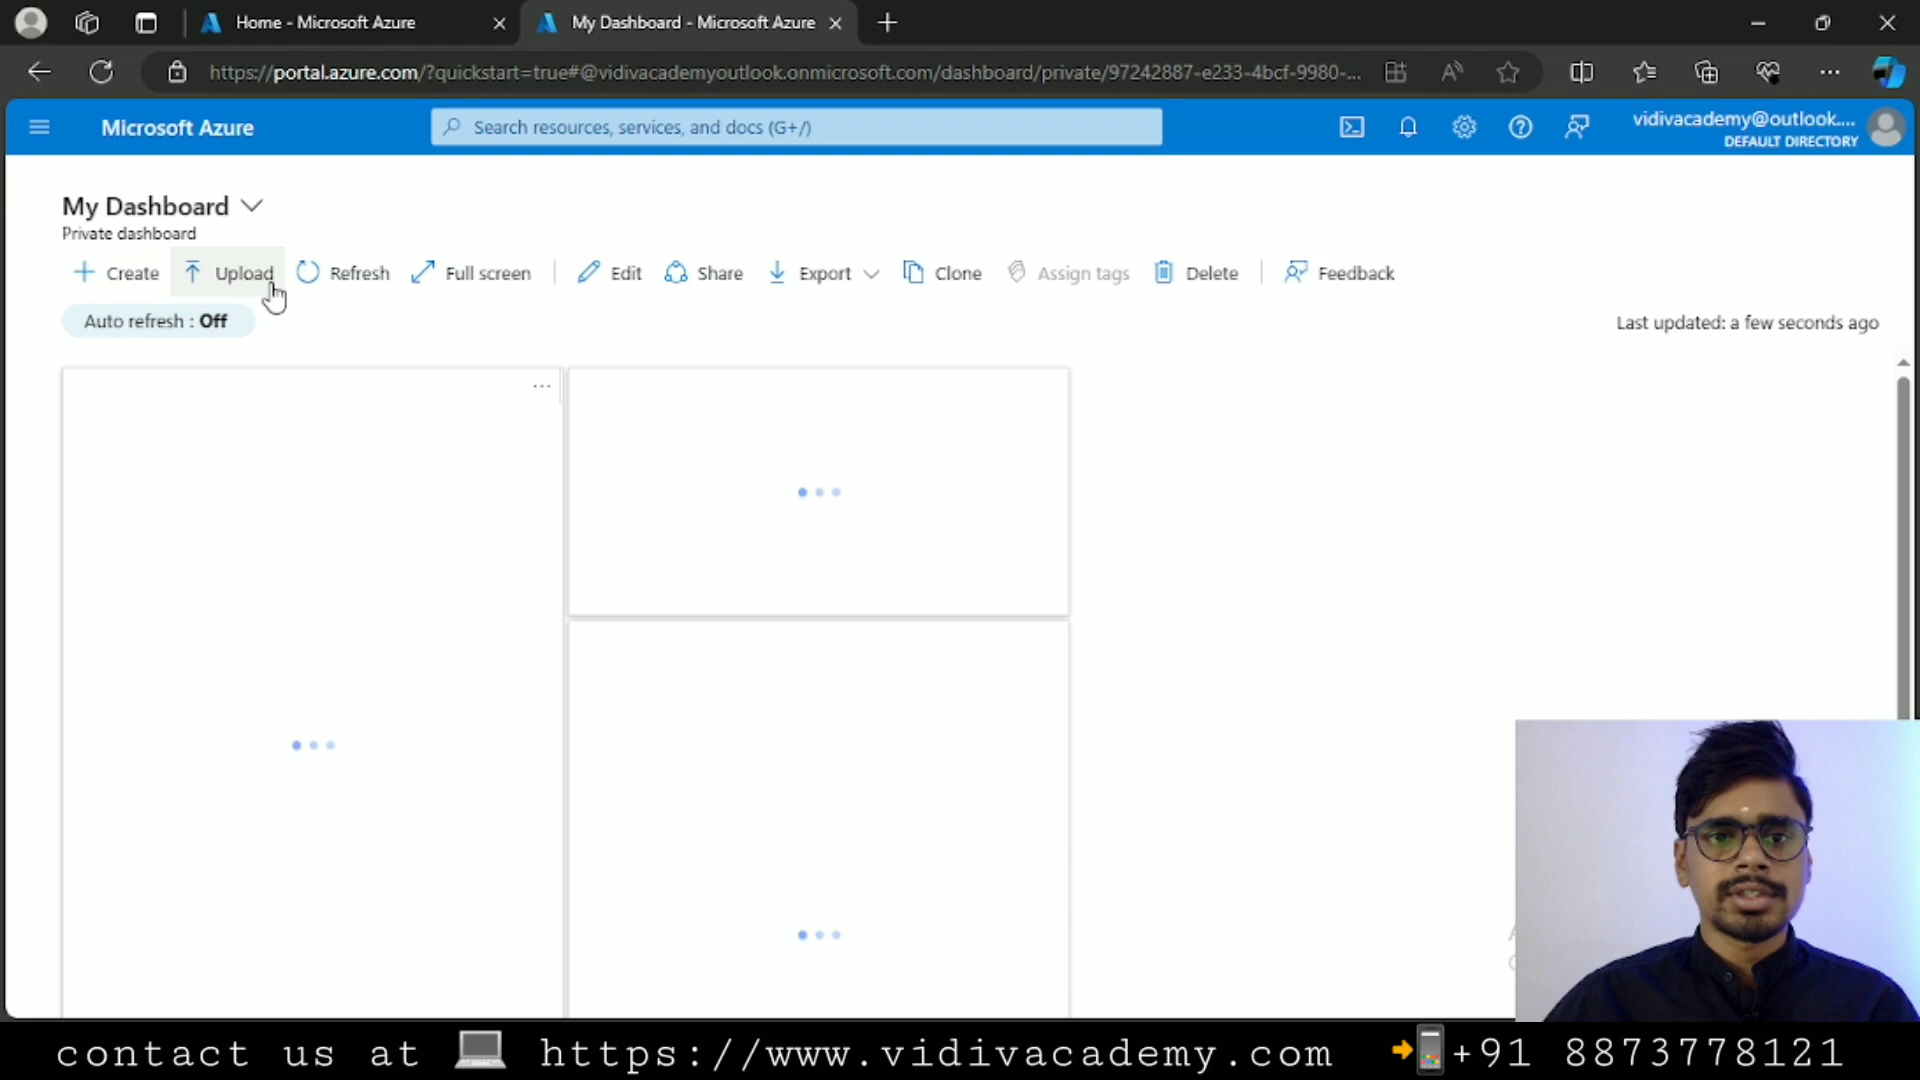 Home - Microsoft Azure
My Dashboard - Microsoft Azure
https://portal.azure.com/?quickstart=true#@vidivacademyoutlook.onmicrosoft.com/dashboard/private/97242887-e233-4bcf-9980-...
Microsoft Azure
Search resources, services, and docs (G+/)
vidivacademy@outlook....
DEFAULT DIRECTORY
My Dashboard
Private dashboard
Create Upload Refresh Full screen Edit Share Export Clone Assign tags Delete Feedback
Auto refresh : Off
Last updated: a few seconds ago
contact us at https://www.vidivacademy.com +91 8873778121